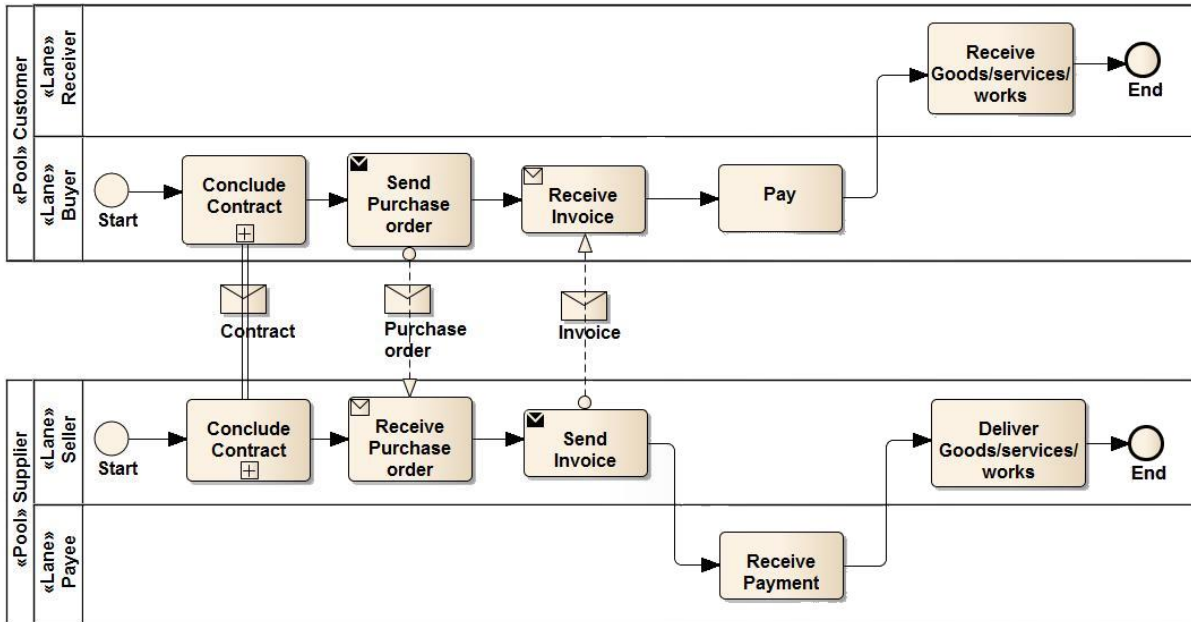 «Pool» Customer
«Lane»
Receiver
Receive
Goods/services/
works
End
«Lane»
Buyer
Start
Conclude
Contract
Send
Purchase
order
Receive
Invoice
Pay
Contract
Purchase
order
Invoice
«Pool» Supplier
«Lane»
Seller
Start
Conclude
Contract
Receive
Purchase
order
Send
Invoice
Deliver
Goods/services/
works
End
«Lane»
Payee
Receive
Payment